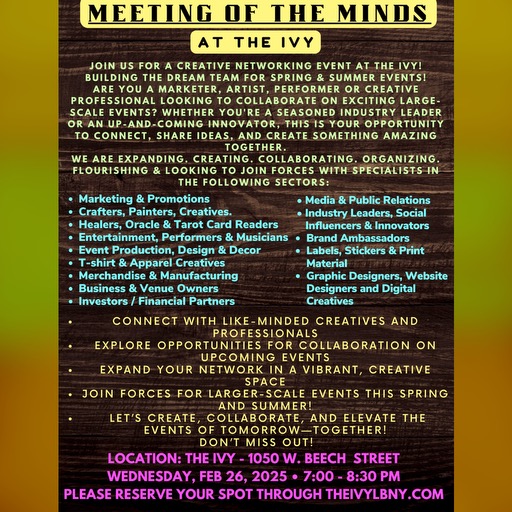 MEETING OF THE MINDS
AT THE IVY
JOIN US FOR A CREATIVE NETWORKING EVENT AT THE IVY!
BUILDING THE DREAM TEAM FOR SPRING & SUMMER EVENTS!
ARE YOU A MARKETER, ARTIST, PERFORMER OR CREATIVE
PROFESSIONAL LOOKING TO COLLABORATE ON EXCITING LARGE-
SCALE EVENTS? WHETHER YOU'RE A SEASONED INDUSTRY LEADER
OR AN UP-AND-COMING INNOVATOR, THIS IS YOUR OPPORTUNITY
TO CONNECT, SHARE IDEAS, AND CREATE SOMETHING AMAZING
TOGETHER.
WE ARE EXPANDING. CREATING. COLLABORATING. ORGANIZING.
FLOURISHING & LOOKING TO JOIN FORCES WITH SPECIALISTS IN
THE FOLLOWING SECTORS:
• Marketing & Promotions
• Crafters, Painters, Creatives.
• Healers, Oracle & Tarot Card Readers
• Entertainment, Performers & Musicians
• Event Production, Design & Decor
• T-shirt & Apparel Creatives
• Merchandise & Manufacturing
• Business & Venue Owners
• Investors / Financial Partners
• Media & Public Relations
• Industry Leaders, Social
Influencers & Innovators
• Brand Ambassadors
• Labels, Stickers & Print
Material
• Graphic Designers, Website
Designers and Digital
Creatives
• CONNECT WITH LIKE-MINDED CREATIVES AND
PROFESSIONALS
• EXPLORE OPPORTUNITIES FOR COLLABORATION ON
UPCOMING EVENTS
• EXPAND YOUR NETWORK IN A VIBRANT, CREATIVE
SPACE
• JOIN FORCES FOR LARGER-SCALE EVENTS THIS SPRING
AND SUMMER!
• LET'S CREATE, COLLABORATE, AND ELEVATE THE
EVENTS OF TOMORROW—TOGETHER!
DON'T MISS OUT!
LOCATION: THE IVY - 1050 W. BEECH STREET
WEDNESDAY, FEB 26, 2025 • 7:00 - 8:30 PM
PLEASE RESERVE YOUR SPOT THROUGH THEIVYLBNY.COM